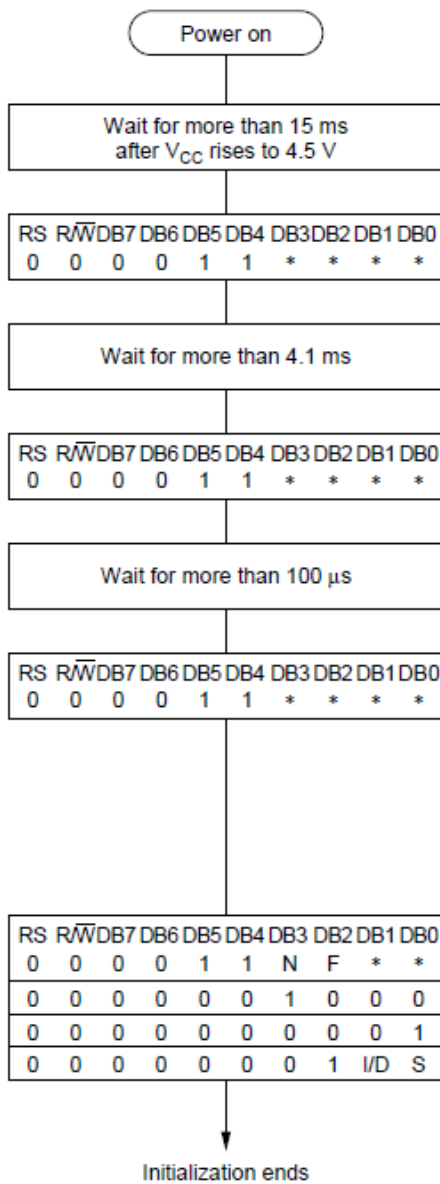 Power on
Wait for more than 15 ms
after VCC rises to 4.5 V
RS R/W̅ DB7 DB6 DB5 DB4 DB3 DB2 DB1 DB0
0 0 0 0 1 1 * * * *
Wait for more than 4.1 ms
RS R/W̅ DB7 DB6 DB5 DB4 DB3 DB2 DB1 DB0
0 0 0 0 1 1 * * * *
Wait for more than 100 µs
RS R/W̅ DB7 DB6 DB5 DB4 DB3 DB2 DB1 DB0
0 0 0 0 1 1 * * * *
RS R/W̅ DB7 DB6 DB5 DB4 DB3 DB2 DB1 DB0
0 0 0 0 1 1 N F * *
0 0 0 0 0 0 1 0 0 0
0 0 0 0 0 0 0 0 0 1
0 0 0 0 0 0 0 1 I/D S
Initialization ends